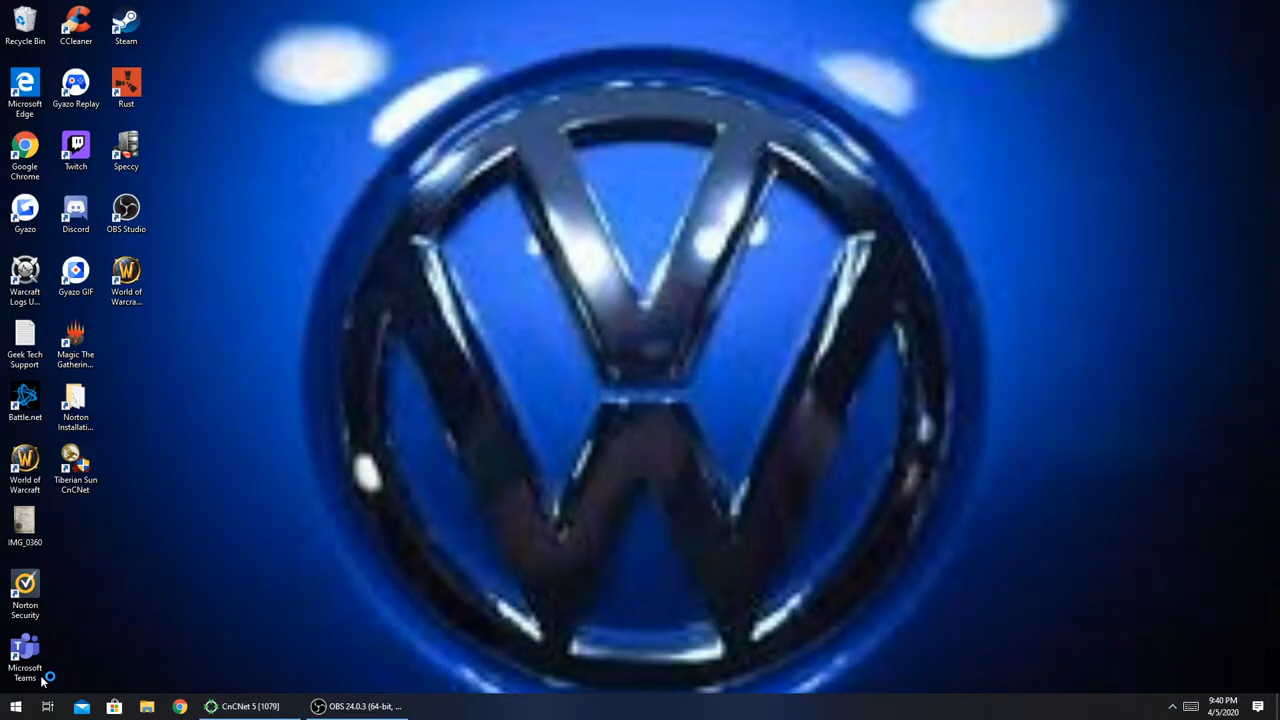 Recycle Bin
CCleaner
Steam
Microsoft
Edge
Gyazo Replay
Rust
Google
Chrome
Twitch
Speccy
Gyazo
Discord
OBS Studio
Warcraft
Logs U...
Gyazo GIF
World of
Warcra...
Geek Tech
Support
Magic The
Gatherin...
Battle.net
Norton
Installati...
World of
Warcraft
Tiberian Sun
CnCNet
IMG_0360
Norton
Security
Microsoft
Teams
CnCNet 5 [1079]
OBS 24.0.3 (64-bit, ...
9:40 PM
4/5/2020